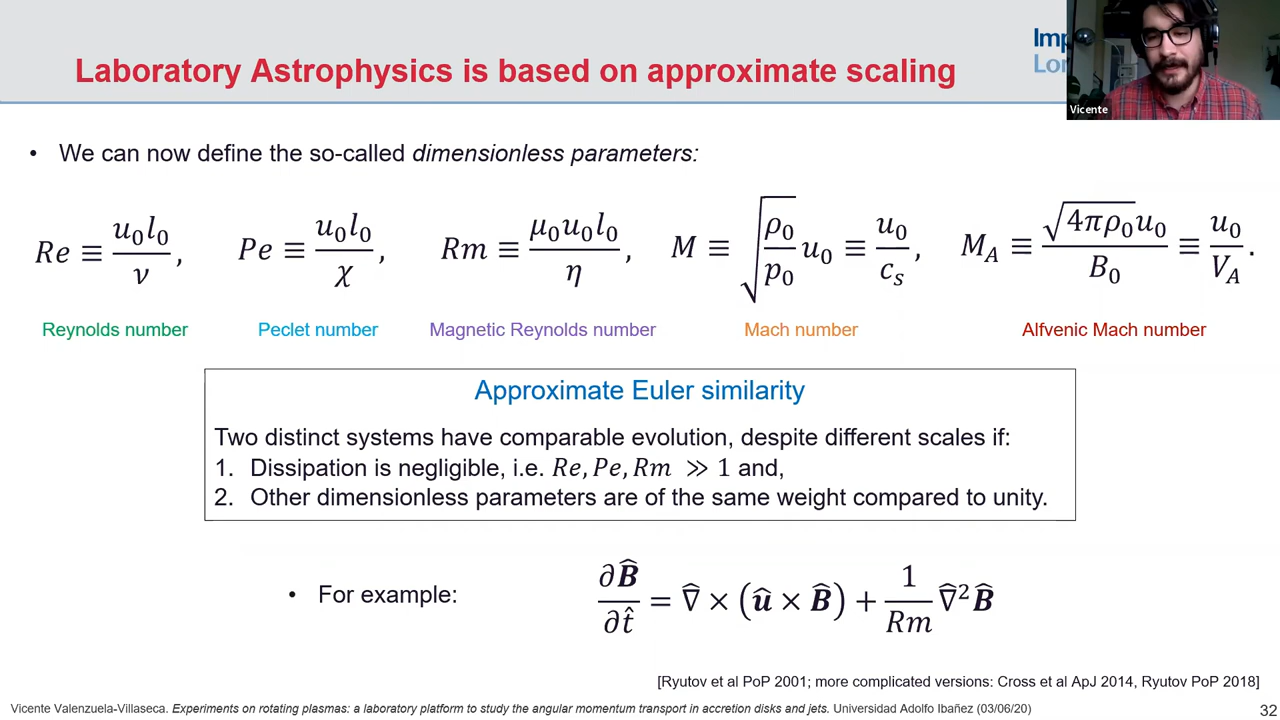 Laboratory Astrophysics is based on approximate scaling
Imp
Lon
Vicente
• We can now define the so-called dimensionless parameters:
Re ≡ u₀l₀/ν, Pe ≡ u₀l₀/χ, Rm ≡ μ₀u₀l₀/η, M ≡ √(ρ₀/p₀) u₀ ≡ u₀/cₛ, M_A ≡ √(4πρ₀)u₀/B₀ ≡ u₀/V_A.
Reynolds number Peclet number Magnetic Reynolds number Mach number Alfvenic Mach number
Approximate Euler similarity
Two distinct systems have comparable evolution, despite different scales if:
1. Dissipation is negligible, i.e. Re, Pe, Rm ≫ 1 and,
2. Other dimensionless parameters are of the same weight compared to unity.
• For example: ∂B̂/∂t̂ = ∇̂ × (û × B̂) + 1/Rm ∇̂²B̂
[Ryutov et al PoP 2001; more complicated versions: Cross et al ApJ 2014, Ryutov PoP 2018]
Vicente Valenzuela-Villaseca. Experiments on rotating plasmas: a laboratory platform to study the angular momentum transport in accretion disks and jets. Universidad Adolfo Ibañez (03/06/20) 32